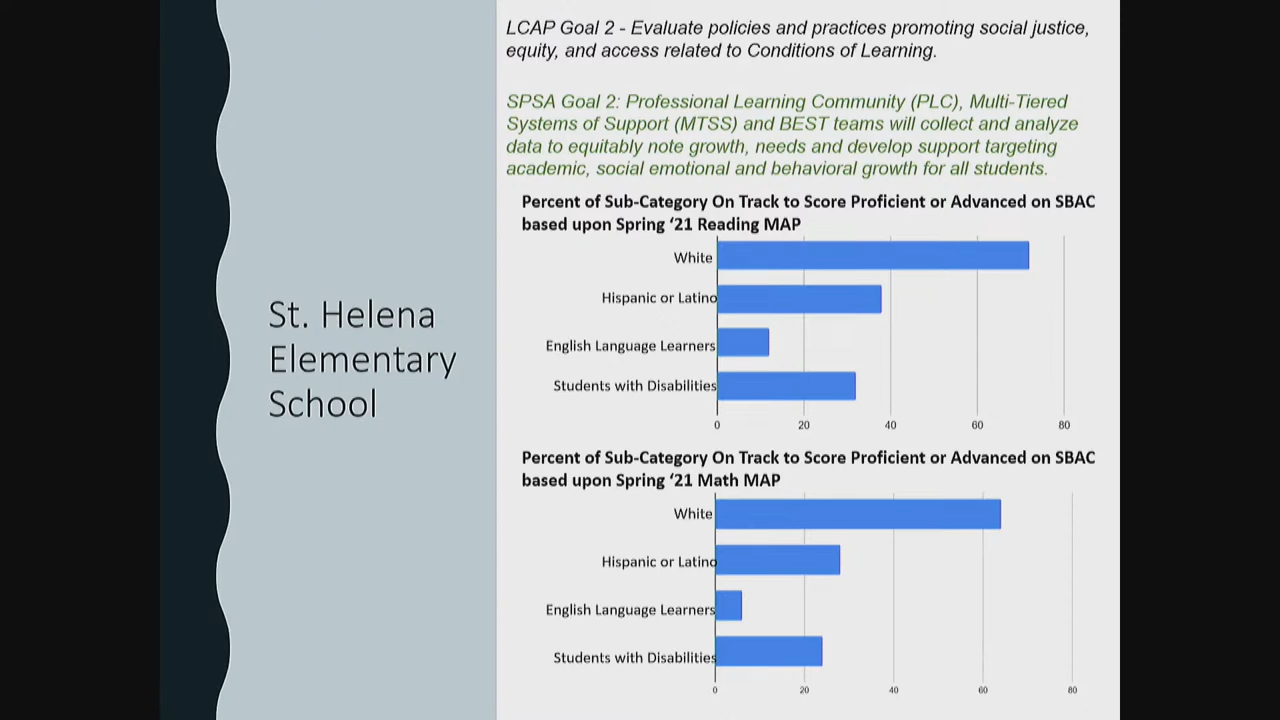 St. Helena
Elementary
School
LCAP Goal 2 - Evaluate policies and practices promoting social justice,
equity, and access related to Conditions of Learning.
SPSA Goal 2: Professional Learning Community (PLC), Multi-Tiered
Systems of Support (MTSS) and BEST teams will collect and analyze
data to equitably note growth, needs and develop support targeting
academic, social emotional and behavioral growth for all students.
Percent of Sub-Category On Track to Score Proficient or Advanced on SBAC
based upon Spring ‘21 Reading MAP
White
Hispanic or Latino
English Language Learners
Students with Disabilities
0 20 40 60 80
Percent of Sub-Category On Track to Score Proficient or Advanced on SBAC
based upon Spring ‘21 Math MAP
White
Hispanic or Latino
English Language Learners
Students with Disabilities
0 20 40 60 80